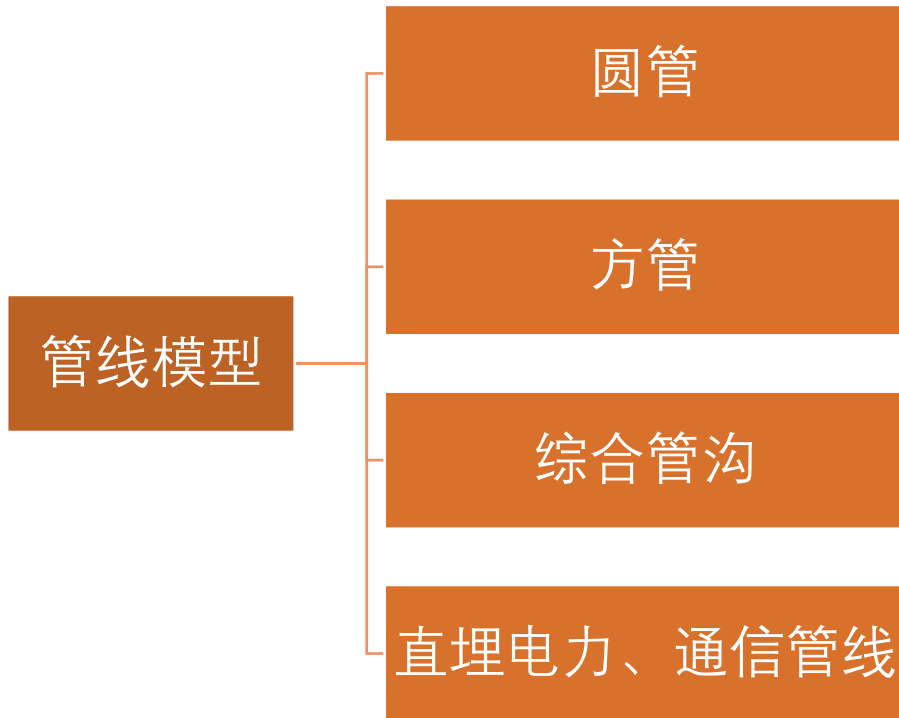 圆管
方管
管线模型
综合管沟
直埋电力、通信管线